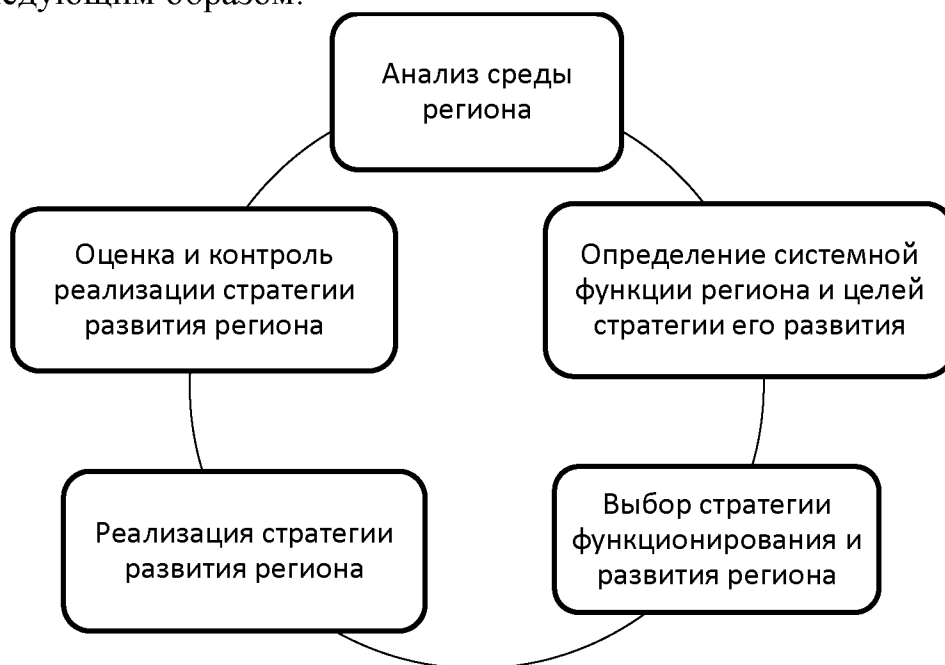 Анализ среды
региона
Определение системной
функции региона и целей
стратегии его развития
Выбор стратегии
функционирования и
развития региона
Реализация стратегии
развития региона
Оценка и контроль
реализации стратегии
развития региона